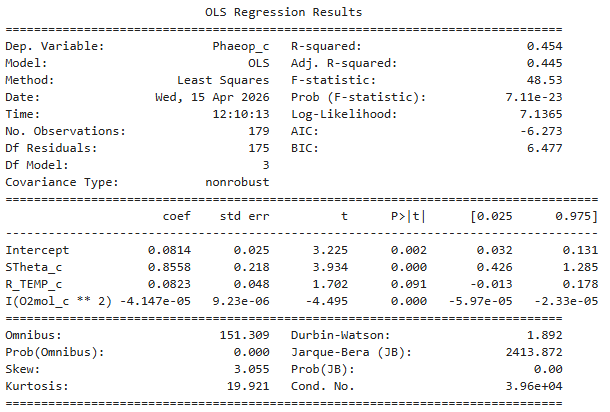 OLS Regression Results
==============================================================================
Dep. Variable:               Phaeop_c   R-squared:                       0.454
Model:                            OLS   Adj. R-squared:                  0.445
Method:                 Least Squares   F-statistic:                     48.53
Date:                Wed, 15 Apr 2026   Prob (F-statistic):           7.11e-23
Time:                        12:10:13   Log-Likelihood:                 7.1365
No. Observations:                 179   AIC:                            -6.273
Df Residuals:                     175   BIC:                             6.477
Df Model:                           3
Covariance Type:            nonrobust
===================================================================================
                      coef    std err          t      P>|t|      [0.025      0.975]
-----------------------------------------------------------------------------------
Intercept           0.0814      0.025      3.225      0.002       0.032       0.131
STheta_c            0.8558      0.218      3.934      0.000       0.426       1.285
R_TEMP_c            0.0823      0.048      1.702      0.091      -0.013       0.178
I(O2mol_c ** 2) -4.147e-05   9.23e-06     -4.495      0.000   -5.97e-05   -2.33e-05
==============================================================================
Omnibus:                      151.309   Durbin-Watson:                   1.892
Prob(Omnibus):                  0.000   Jarque-Bera (JB):             2413.872
Skew:                           3.055   Prob(JB):                         0.00
Kurtosis:                      19.921   Cond. No.                     3.96e+04
==============================================================================